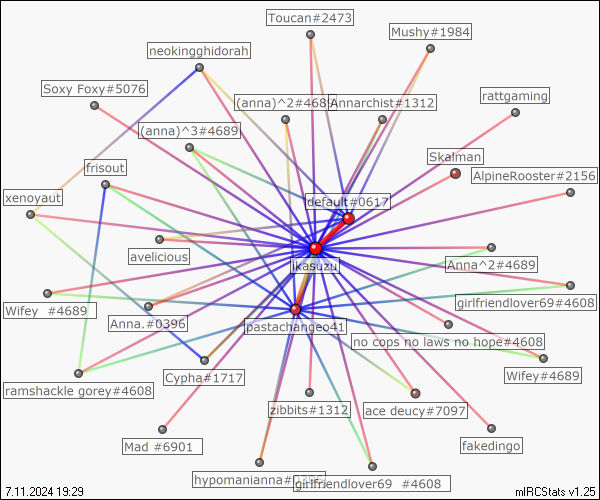 Toucan#2473
Mushy#1984
neokingghidorah
Soxy Foxy#5076
rattgaming
(anna)^2#4689
Annarchist#1312
(anna)^3#4689
Skalman
frisout
AlpineRooster#2156
xenoyaut
default#0617
avelicious
jkasuzu
Anna^2#4689
Wifey #4689
Anna.#0396
girlfriendlover69#4608
pastachangeo41
no cops no laws no hope#4608
ramshackle gorey#4608
Cypha#1717
Wifey#4689
zibbits#1312
ace deucy#7097
Mad #6901
fakedingo
hypomanianna
girlfriendlover69 #4608
7.11.2024 19:29
mIRCStats v1.25